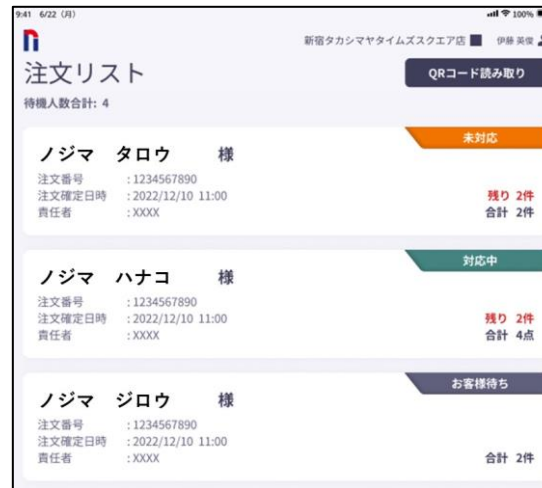 9:41 6/22 (月) 100%
新宿タカシマヤタイムズスクエア店 伊藤 英俊
注文リスト
QRコード読み取り
待機人数合計: 4
未対応
ノジマ タロウ 様
注文番号 : 1234567890
注文確定日時 : 2022/12/10 11:00 残り 2件
責任者 : XXXX 合計 2件
対応中
ノジマ ハナコ 様
注文番号 : 1234567890
注文確定日時 : 2022/12/10 11:00 残り 2件
責任者 : XXXX 合計 4点
お客様待ち
ノジマ ジロウ 様
注文番号 : 1234567890
注文確定日時 : 2022/12/10 11:00
責任者 : XXXX 合計 2件